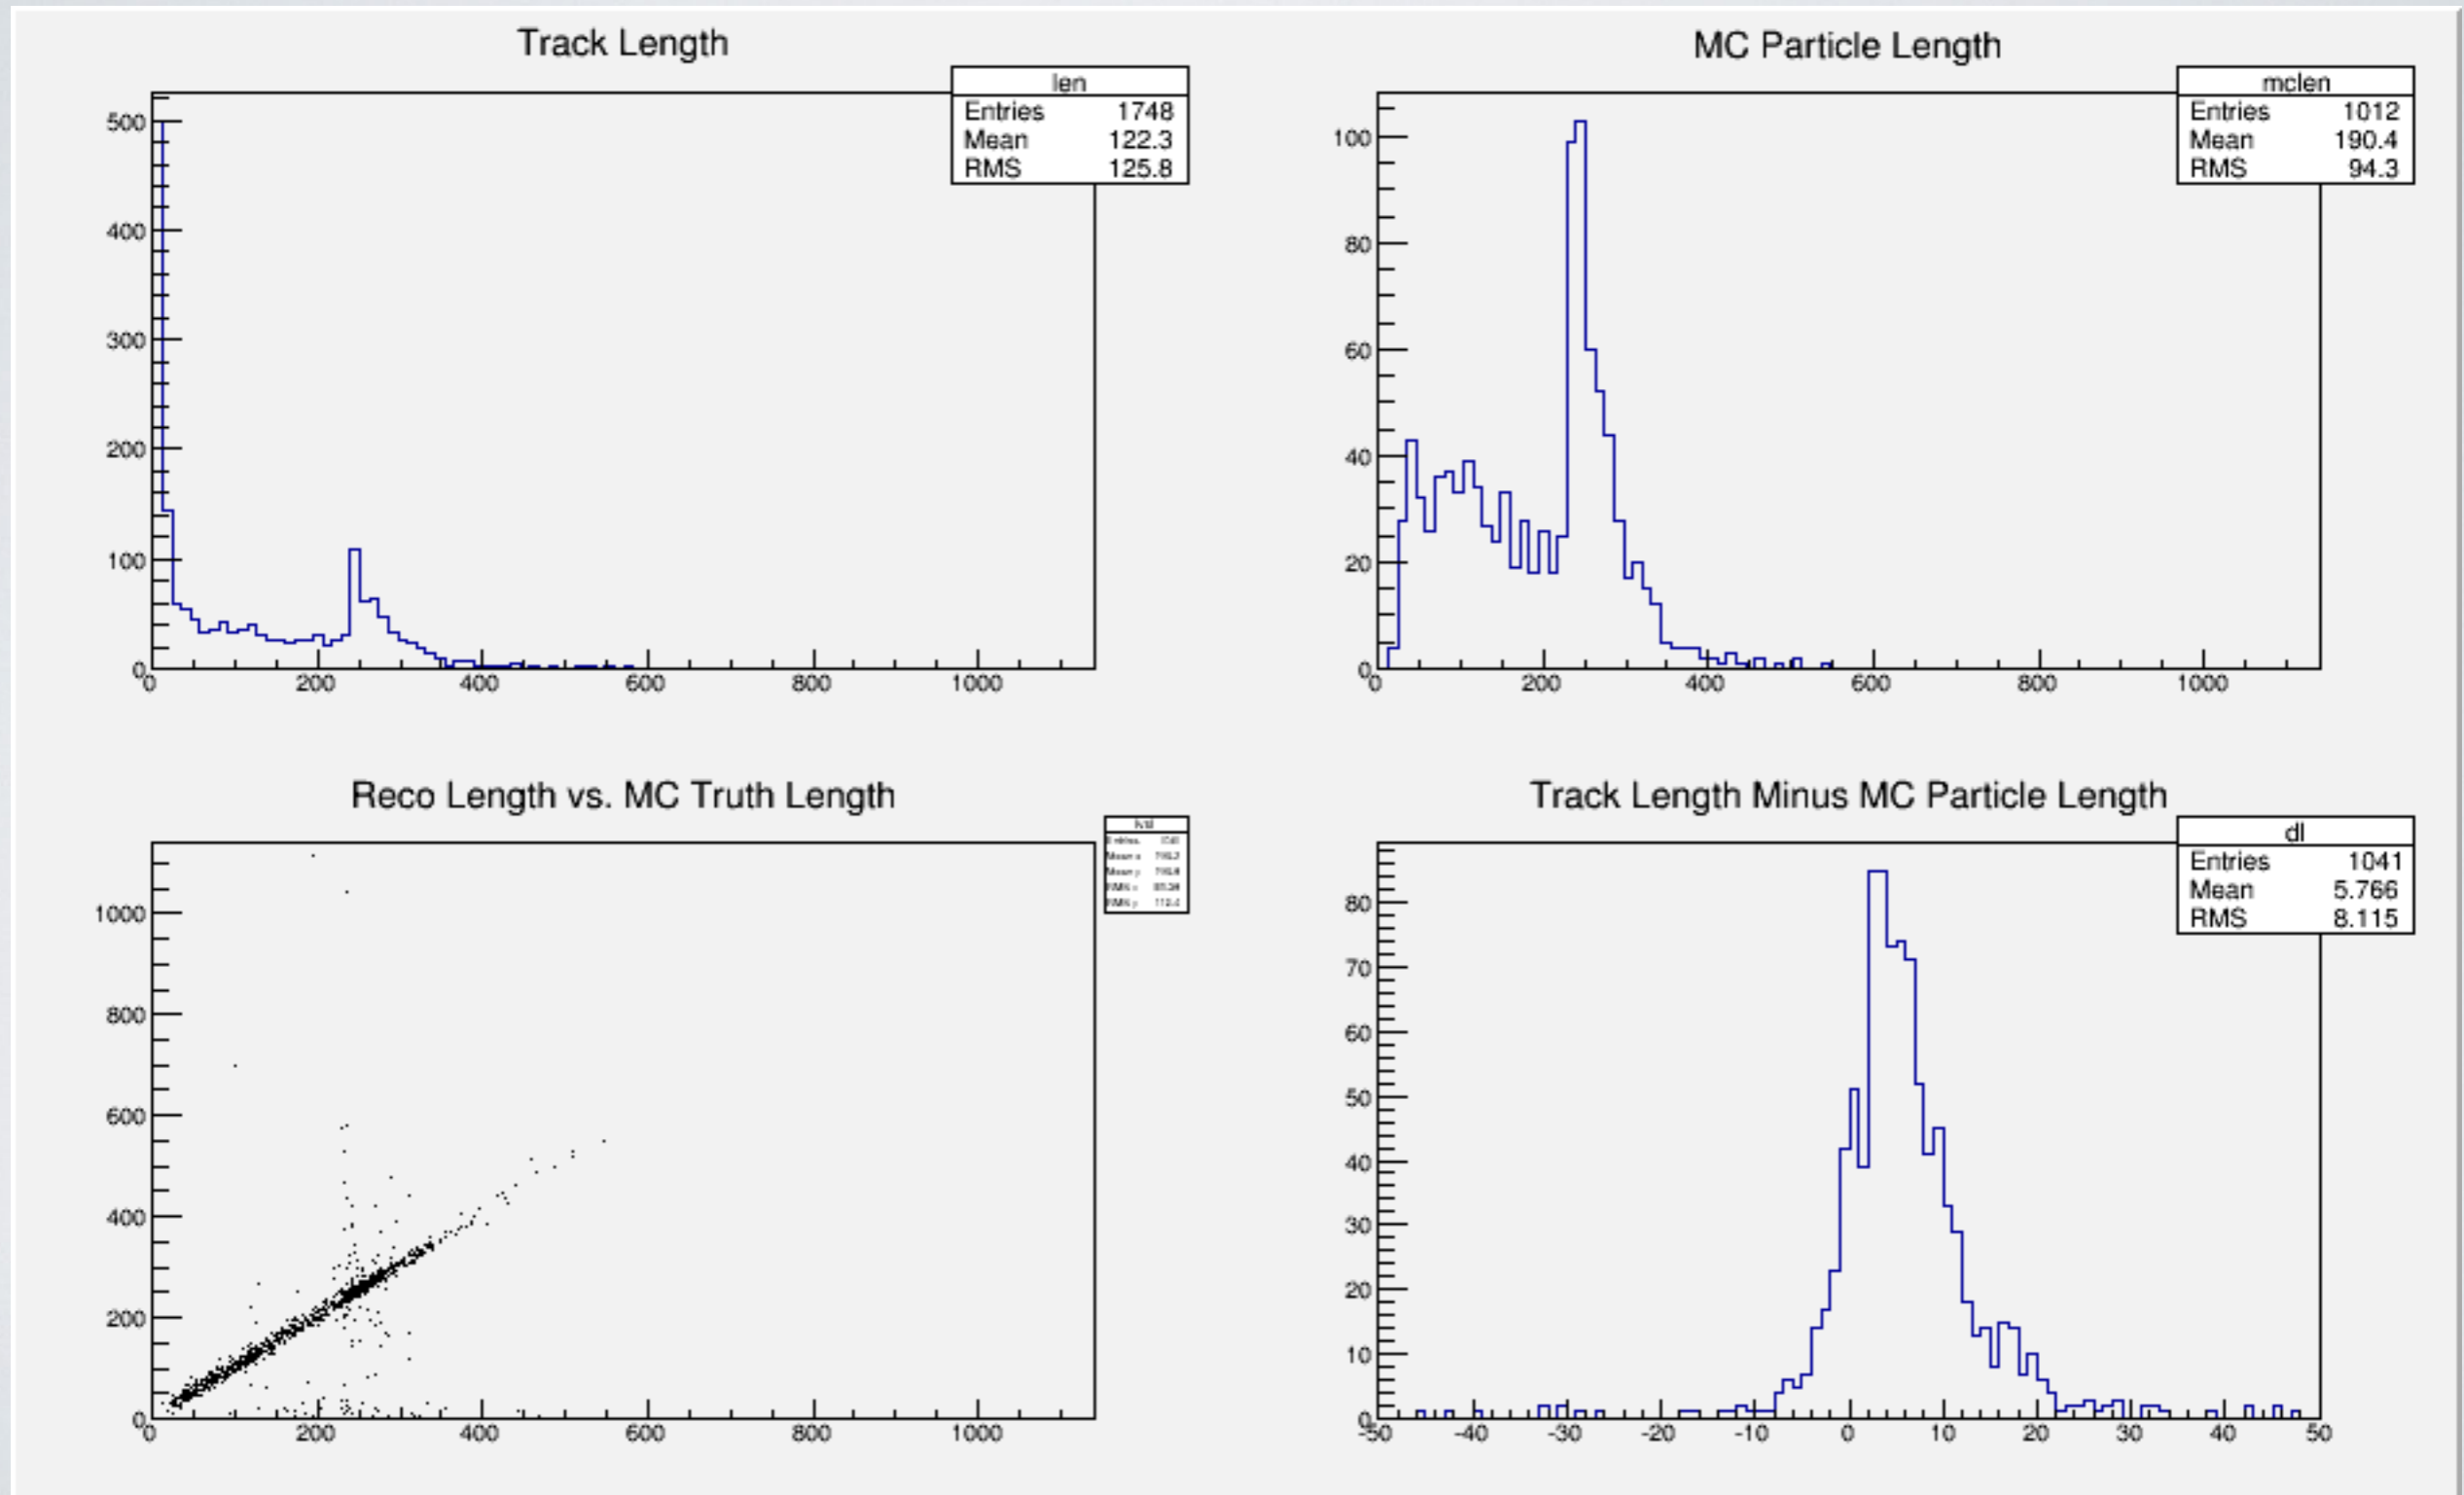 Track Length
len
Entries 1748
Mean 122.3
RMS 125.8
500
400
300
200
100
0
0 200 400 600 800 1000
MC Particle Length
mclen
Entries 1012
Mean 190.4
RMS 94.3
100
80
60
40
20
0
0 200 400 600 800 1000
Reco Length vs. MC Truth Length
1000
800
600
400
200
0
0 200 400 600 800 1000
Track Length Minus MC Particle Length
dl
Entries 1041
Mean 5.766
RMS 8.115
80
70
60
50
40
30
20
10
0
-50 -40 -30 -20 -10 0 10 20 30 40 50